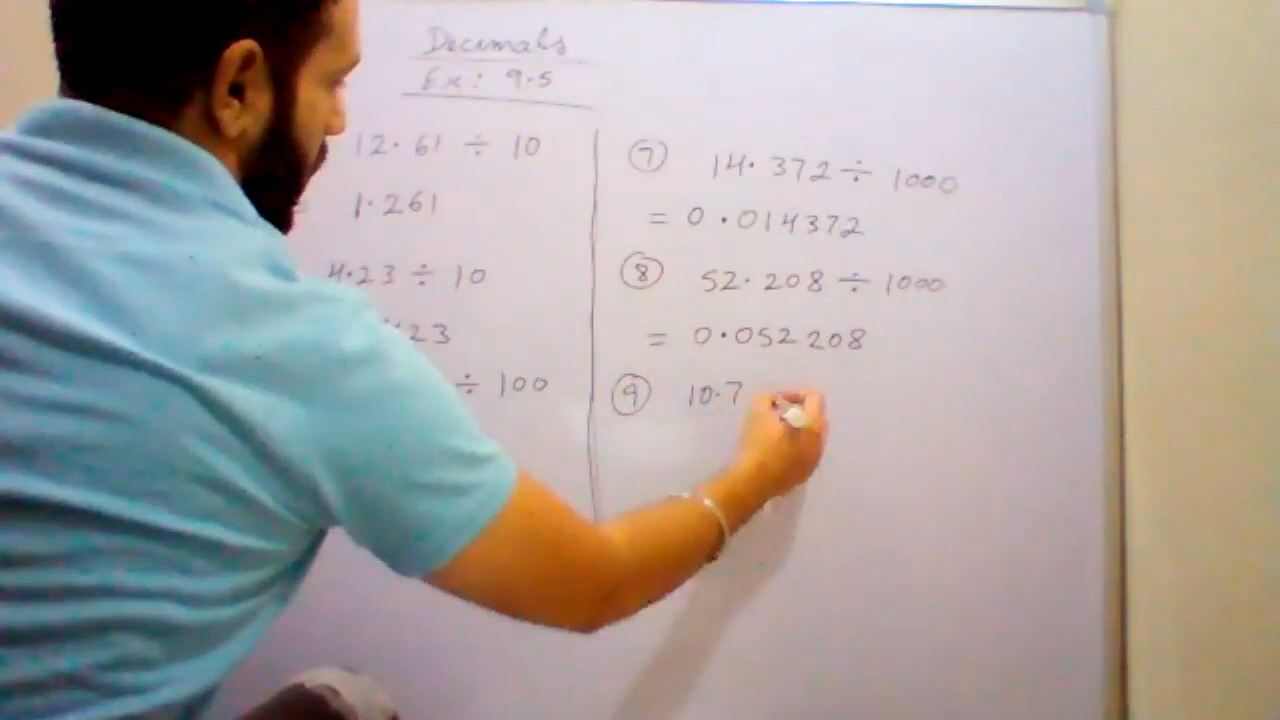 Decimals
Ex: 9.5
12.61 ÷ 10
1.261
4.23 ÷ 10
423
÷ 100
⑦ 14.372 ÷ 1000
= 0.014372
⑧ 52.208 ÷ 1000
= 0.052208
⑨ 10.7